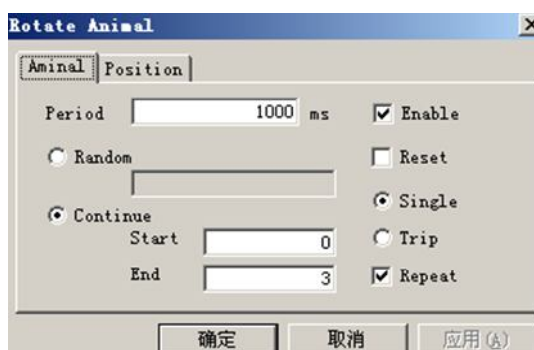 Rotate Animal
Aminal Position
Period 1000 ms Enable
Random Reset
Continue Single
Start 0 Trip
End 3 Repeat
确定 取消 应用(A)